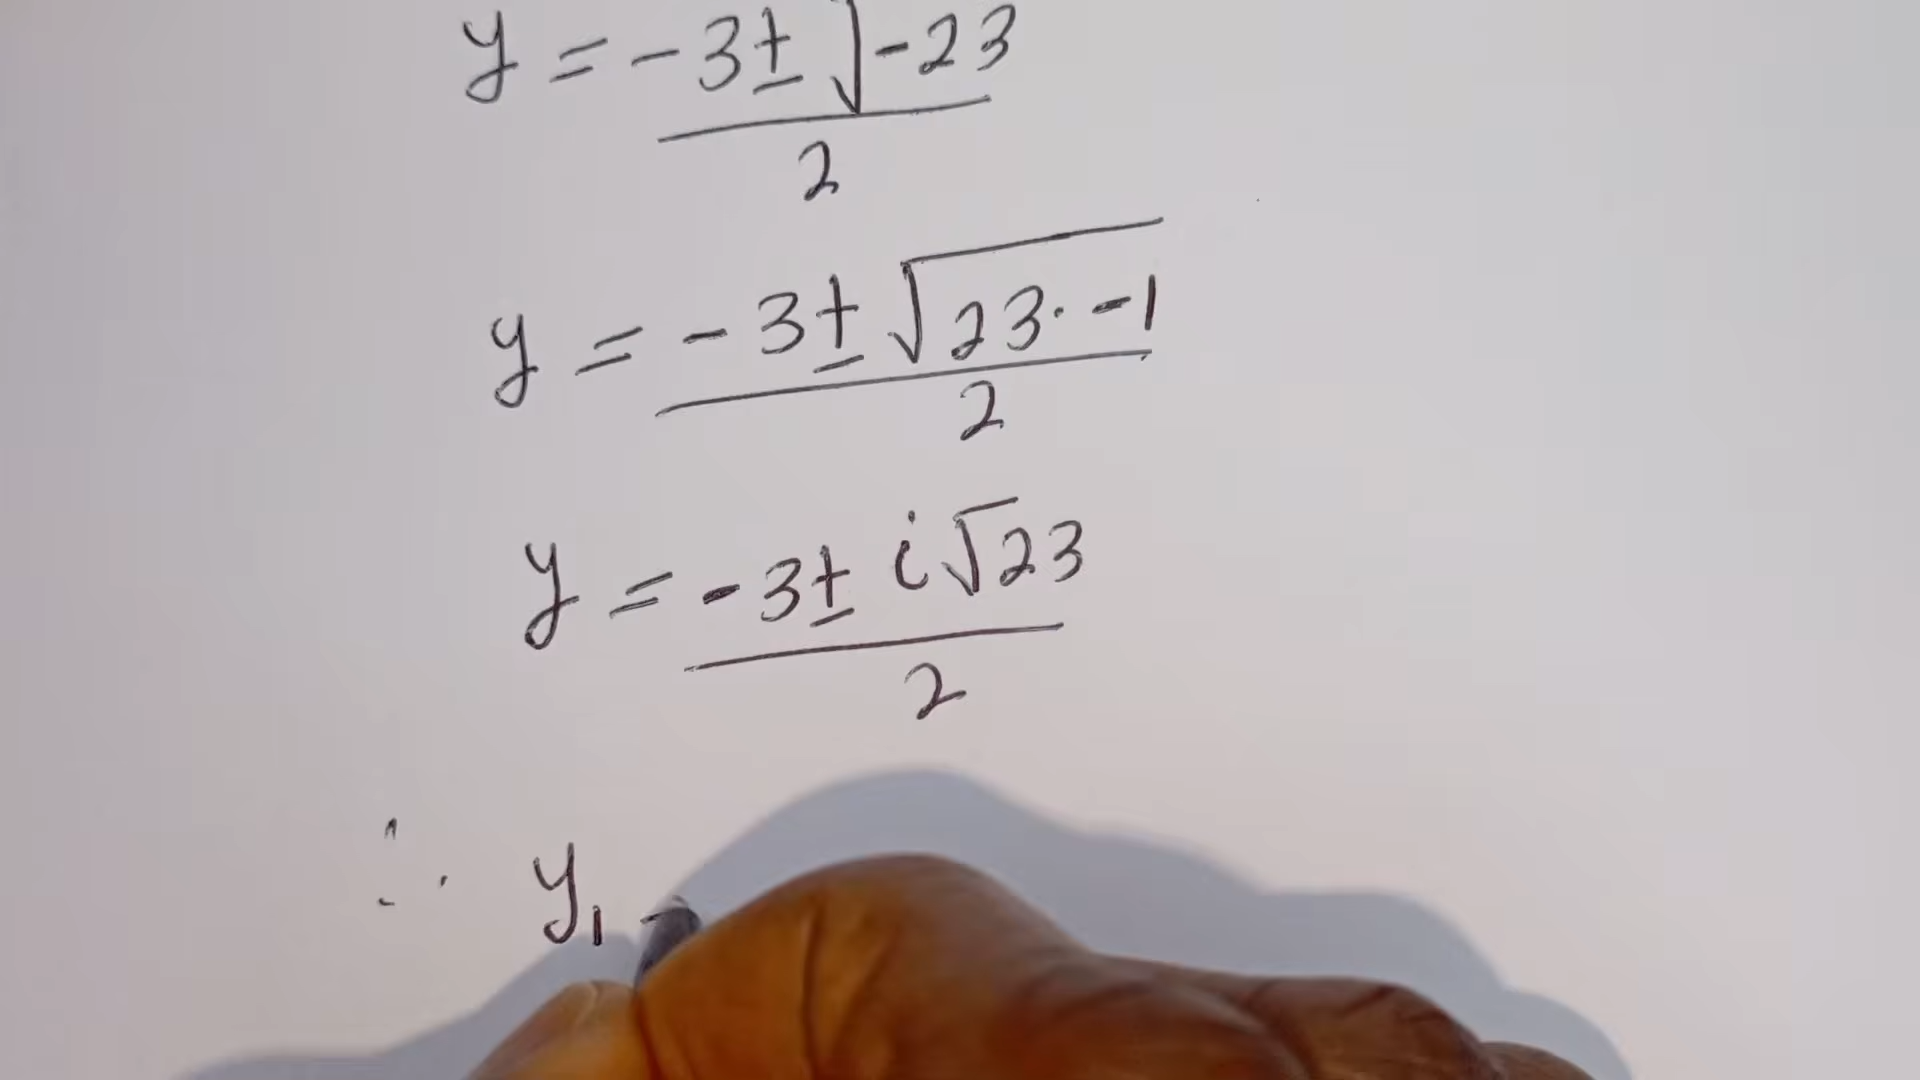 y = -3 ± √-23 / 2
y = -3 ± √23 · -1 / 2
y = -3 ± i√23 / 2
∴ y₁ -